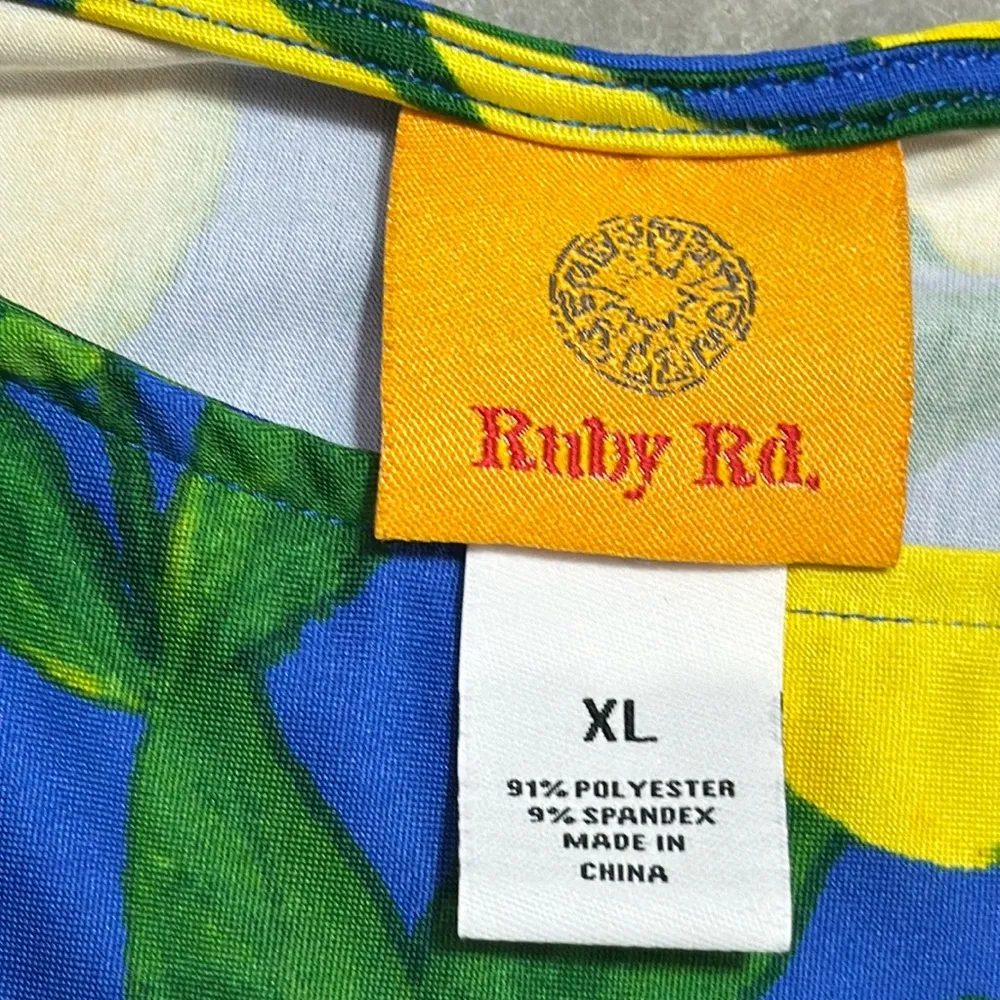 Ruby Rd.
XL
91% POLYESTER
9% SPANDEX
MADE IN
CHINA